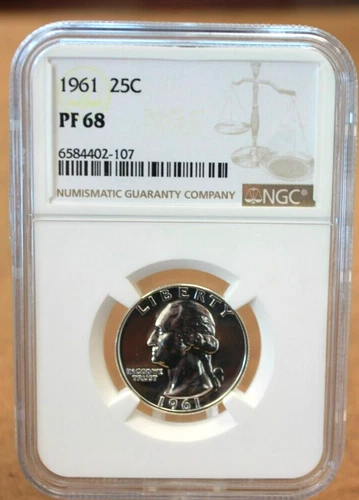 1961 25C
PF 68
6584402-107
NUMISMATIC GUARANTY COMPANY NGC®
LIBERTY
IN GOD WE
TRUST
1961